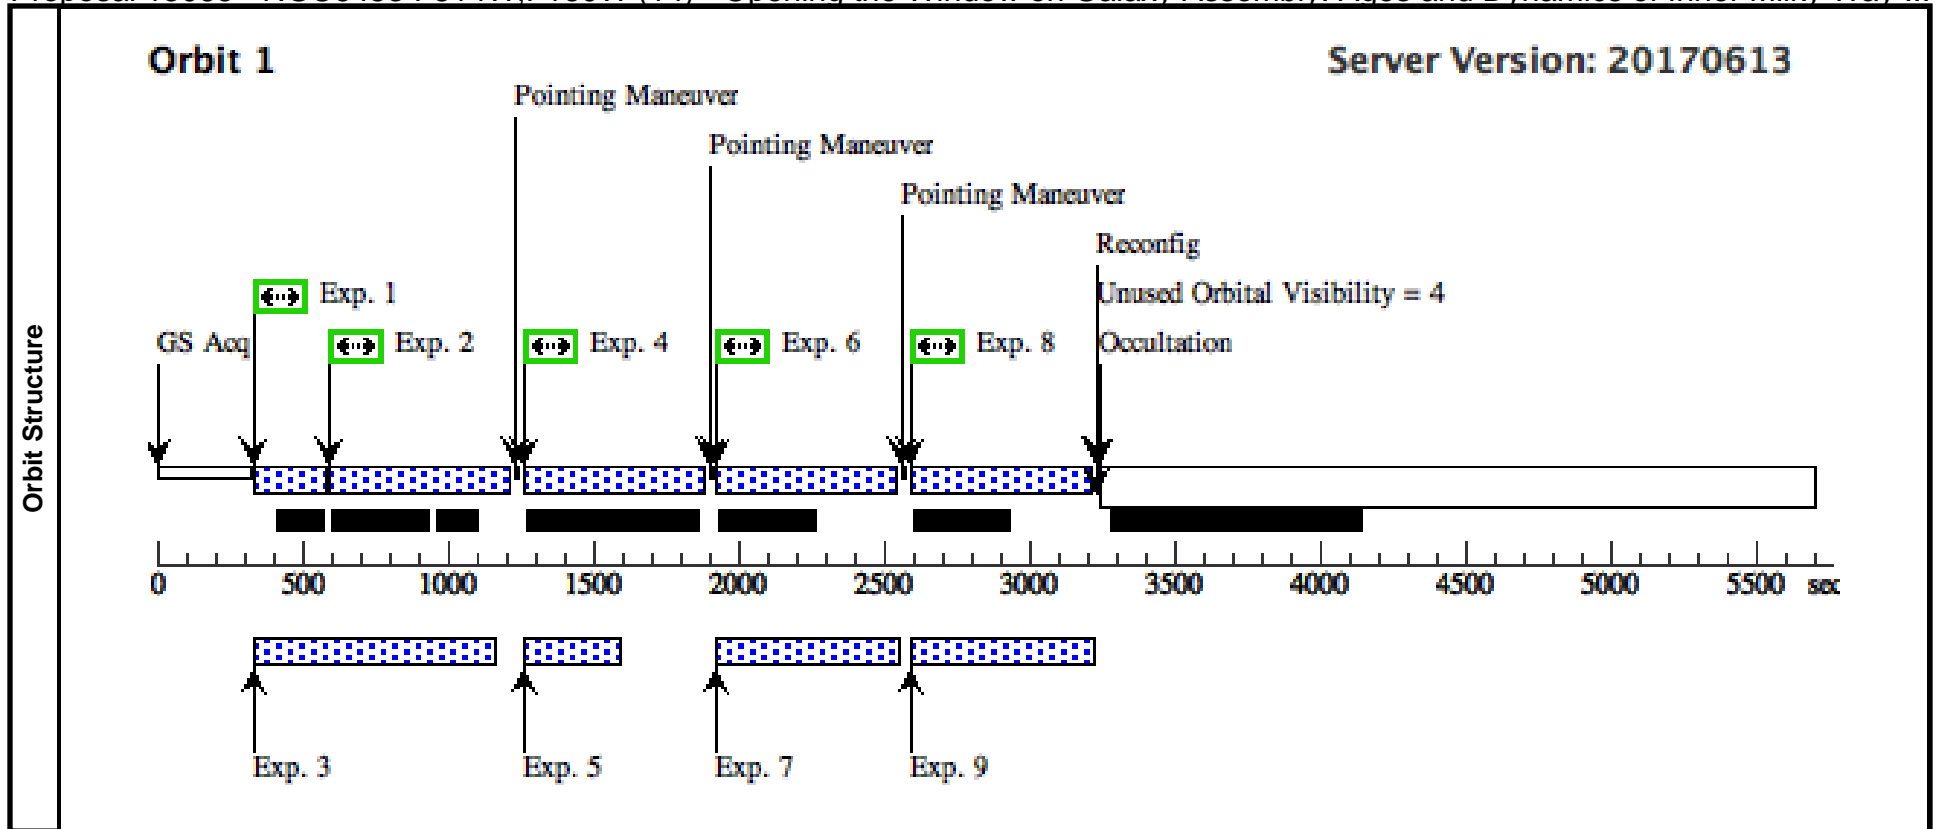 Orbit 1
Server Version: 20170613
Pointing Maneuver
Pointing Maneuver
Pointing Maneuver
Reconfig
Exp. 1
Unused Orbital Visibility = 4
GS Acq
Exp. 2
Exp. 4
Exp. 6
Exp. 8
Occultation
Orbit Structure
0 500 1000 1500 2000 2500 3000 3500 4000 4500 5000 5500 sec
Exp. 3
Exp. 5
Exp. 7
Exp. 9